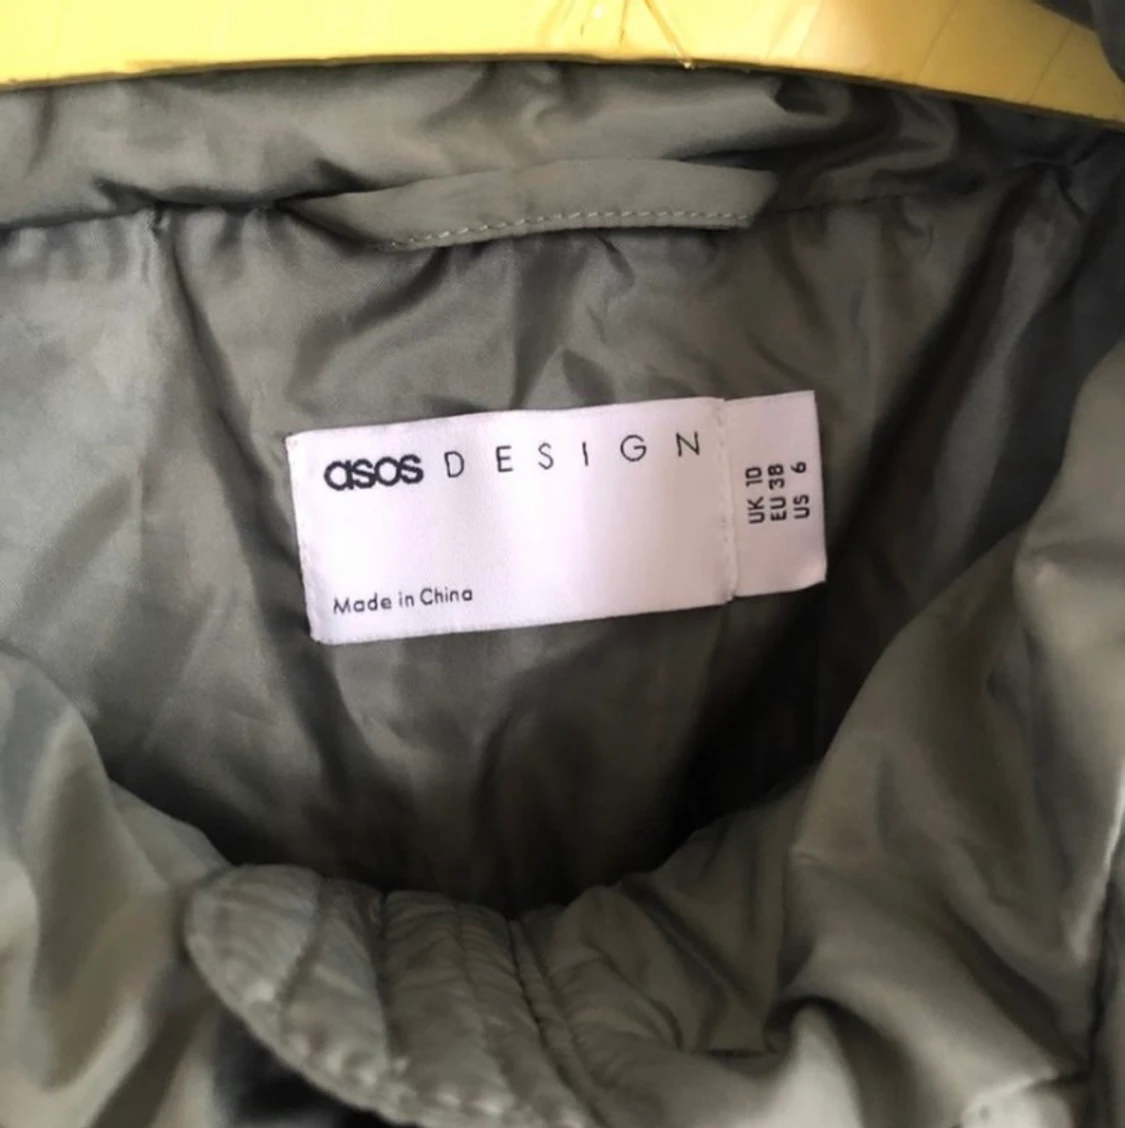 asos DESIGN
Made in China
UK 10
EU 38
US 6